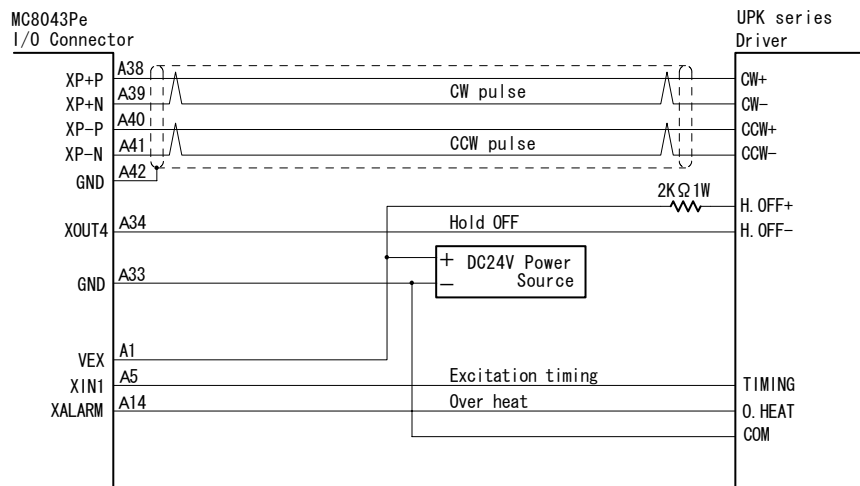 MC8043Pe
I/O Connector
UPK series
Driver
XP+P A38 CW+
XP+N A39 CW pulse CW-
XP-P A40 CCW+
XP-N A41 CCW pulse CCW-
GND A42
2KΩ1W
H.OFF+
XOUT4 A34 Hold OFF H.OFF-
+ DC24V Power
GND A33 - Source
VEX A1
XIN1 A5 Excitation timing TIMING
XALARM A14 Over heat O.HEAT
COM